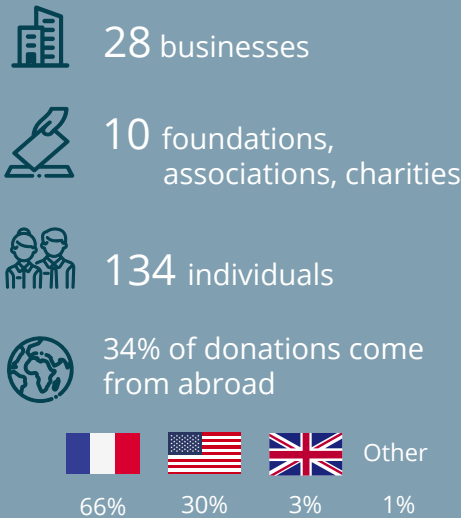 28 businesses
10 foundations,
associations, charities
134 individuals
34% of donations come
from abroad
Other
66% 30% 3% 1%